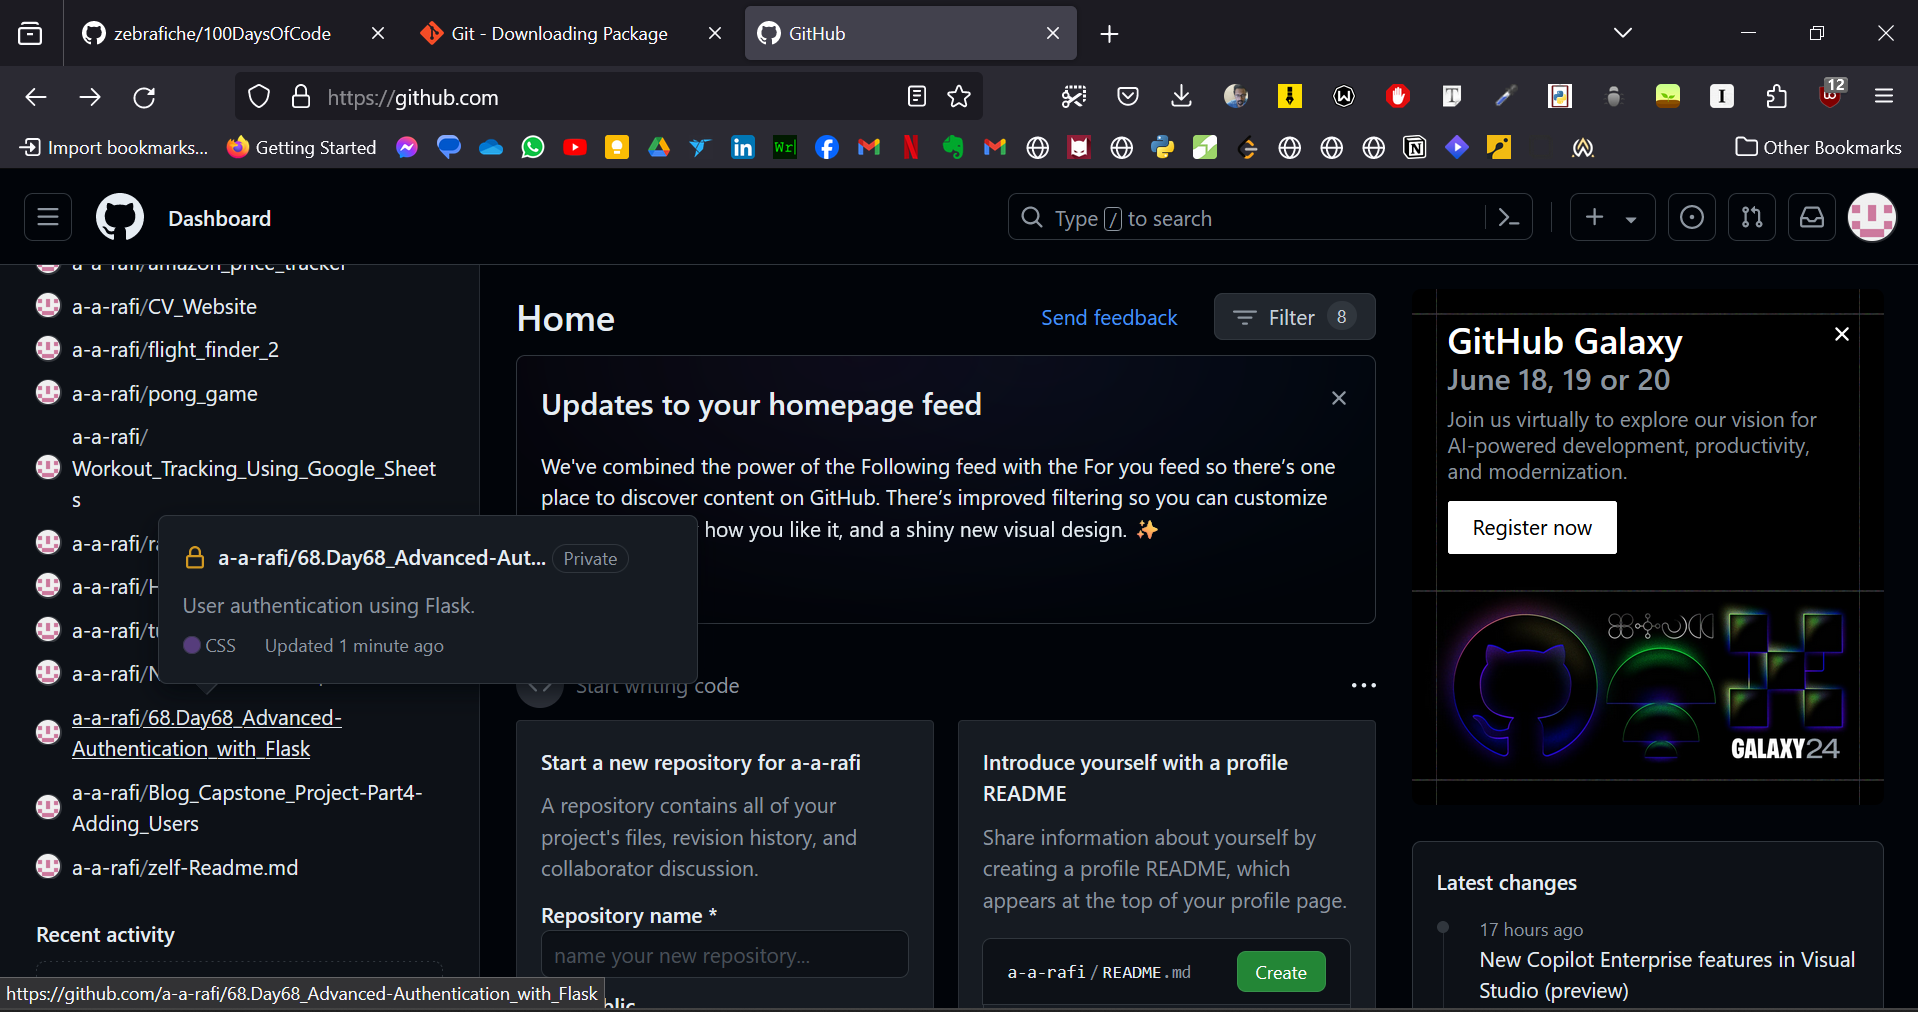 zebrafiche/100DaysOfCode
Git - Downloading Package
GitHub
https://github.com
12
Import bookmarks...
Getting Started
Other Bookmarks
Dashboard
Type / to search
a-a-rafi/amazon_price_tracker
a-a-rafi/CV_Website
a-a-rafi/flight_finder_2
a-a-rafi/pong_game
a-a-rafi/
Workout_Tracking_Using_Google_Sheet
s
a-a-rafi/
a-a-rafi/
a-a-rafi/
a-a-rafi/
a-a-rafi/68.Day68_Advanced-Aut... Private
User authentication using Flask.
CSS Updated 1 minute ago
a-a-rafi/68.Day68_Advanced-
Authentication_with_Flask
a-a-rafi/Blog_Capstone_Project-Part4-
Adding_Users
a-a-rafi/zelf-Readme.md
Recent activity
https://github.com/a-a-rafi/68.Day68_Advanced-Authentication_with_Flask
Home
Send feedback
Filter 8
Updates to your homepage feed
We've combined the power of the Following feed with the For you feed so there’s one
place to discover content on GitHub. There’s improved filtering so you can customize
how you like it, and a shiny new visual design. ✨
Start writing code
Start a new repository for a-a-rafi
A repository contains all of your
project's files, revision history, and
collaborator discussion.
Repository name *
name your new repository...
Introduce yourself with a profile
README
Share information about yourself by
creating a profile README, which
appears at the top of your profile page.
a-a-rafi / README.md
Create
GitHub Galaxy
June 18, 19 or 20
Join us virtually to explore our vision for
AI-powered development, productivity,
and modernization.
Register now
GALAXY24
Latest changes
17 hours ago
New Copilot Enterprise features in Visual
Studio (preview)